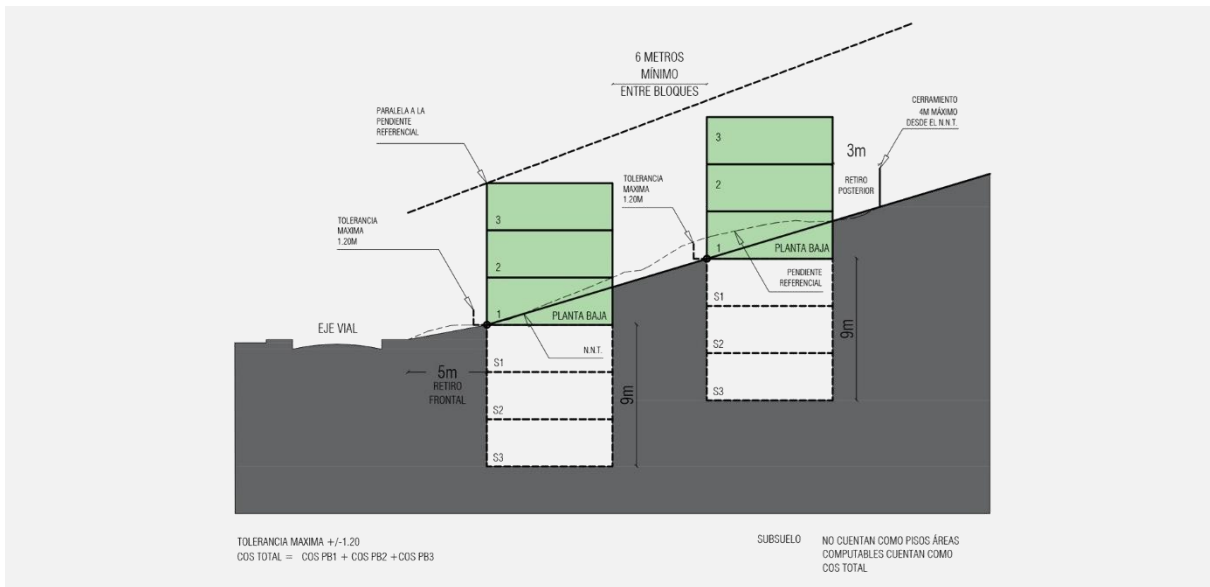 6 METROS
MÍNIMO
ENTRE BLOQUES
PARALELA A LA
PENDIENTE
REFERENCIAL
CERRAMIENTO
4M MÁXIMO
DESDE EL N.N.T.
3
3m
TOLERANCIA
MAXIMA
1.20M
2
RETIRO
POSTERIOR
3
TOLERANCIA
MAXIMA
1.20M
1
PLANTA BAJA
2
PENDIENTE
REFERENCIAL
S1
1
PLANTA BAJA
EJE VIAL
N.N.T.
S2
9m
S1
5m
RETIRO
FRONTAL
S3
9m
S2
S3
TOLERANCIA MAXIMA +/-1.20
COS TOTAL = COS PB1 + COS PB2 +COS PB3
SUBSUELO
NO CUENTAN COMO PISOS ÁREAS
COMPUTABLES CUENTAN COMO
COS TOTAL